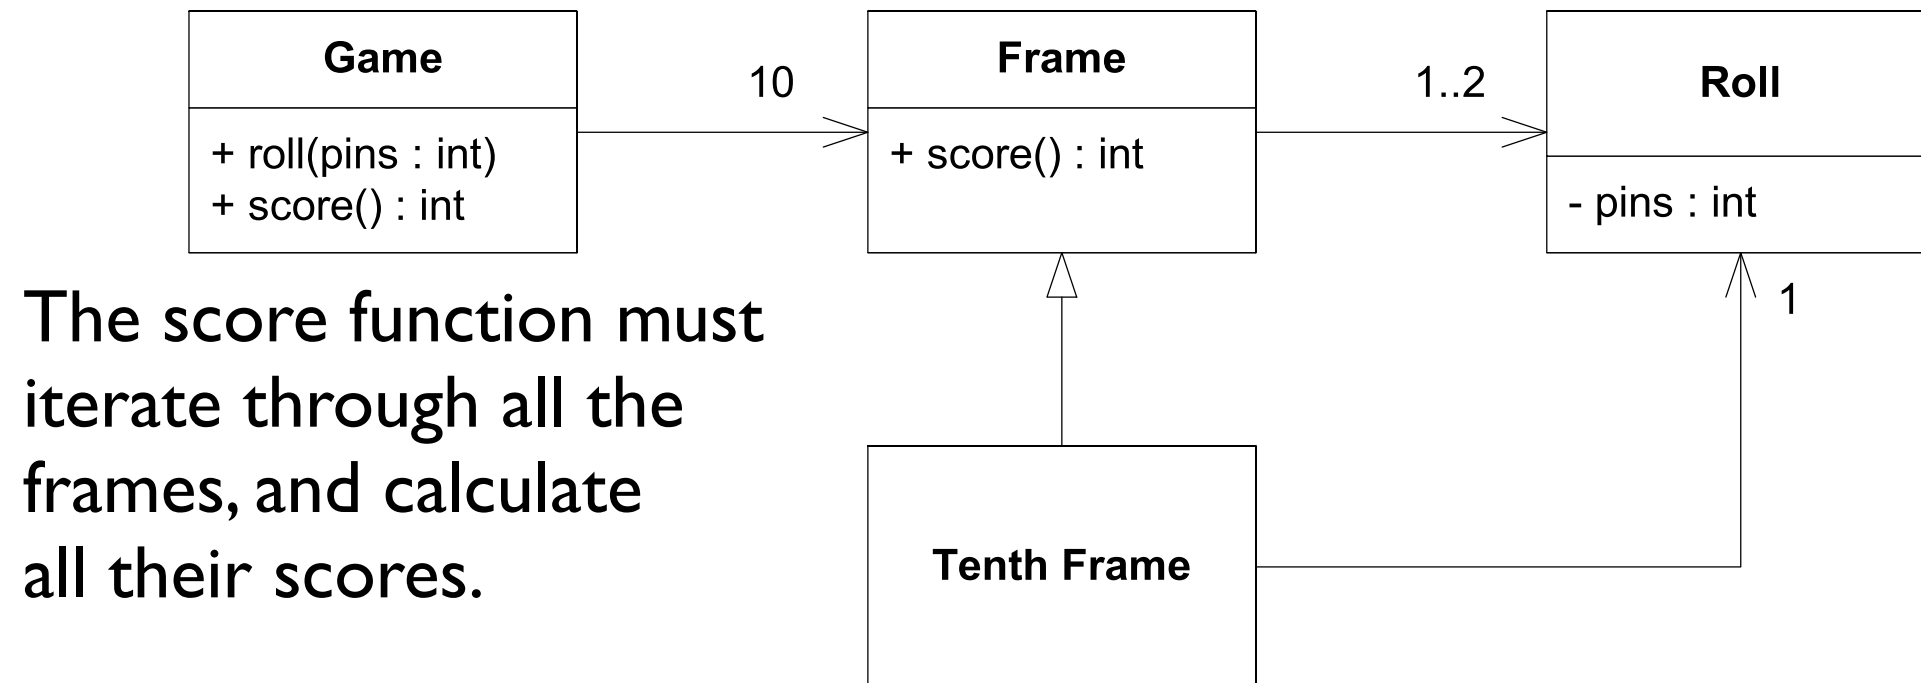 Game
+ roll(pins : int)
+ score() : int
10
Frame
+ score() : int
1..2
Roll
- pins : int
1
The score function must
iterate through all the
frames, and calculate
all their scores.
Tenth Frame